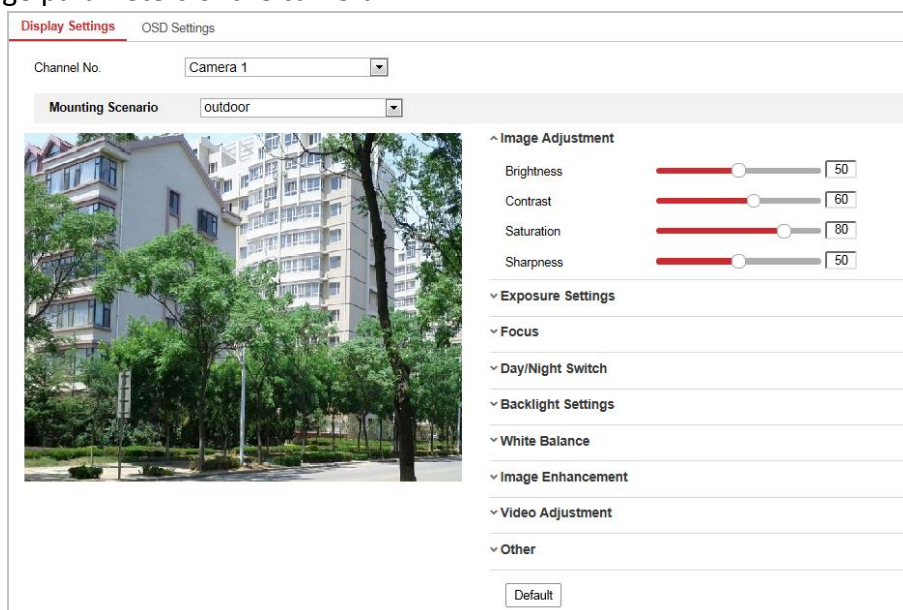 Display Settings OSD Settings
Channel No. Camera 1
Mounting Scenario outdoor
Image Adjustment
Brightness 50
Contrast 60
Saturation 80
Sharpness 50
Exposure Settings
Focus
Day/Night Switch
Backlight Settings
White Balance
Image Enhancement
Video Adjustment
Other
Default